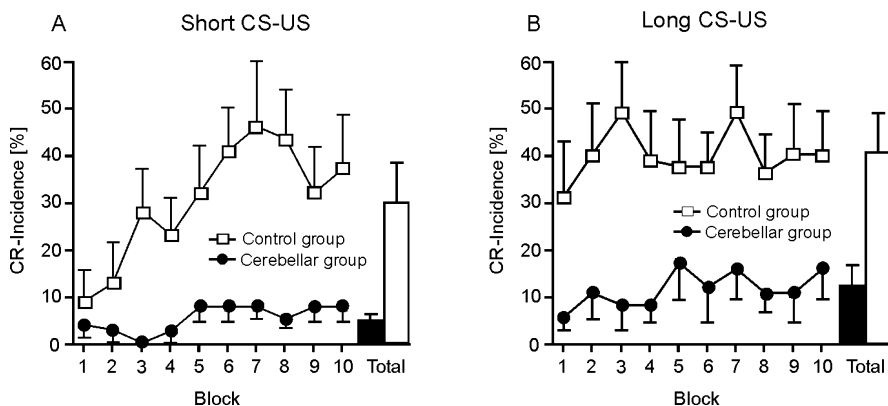 A
Short CS-US
CR-Incidence [%]
60
50
40
30
20
10
0
Control group
Cerebellar group
1 2 3 4 5 6 7 8 9 10 Total
Block
B
Long CS-US
CR-Incidence [%]
60
50
40
30
20
10
0
Control group
Cerebellar group
1 2 3 4 5 6 7 8 9 10 Total
Block